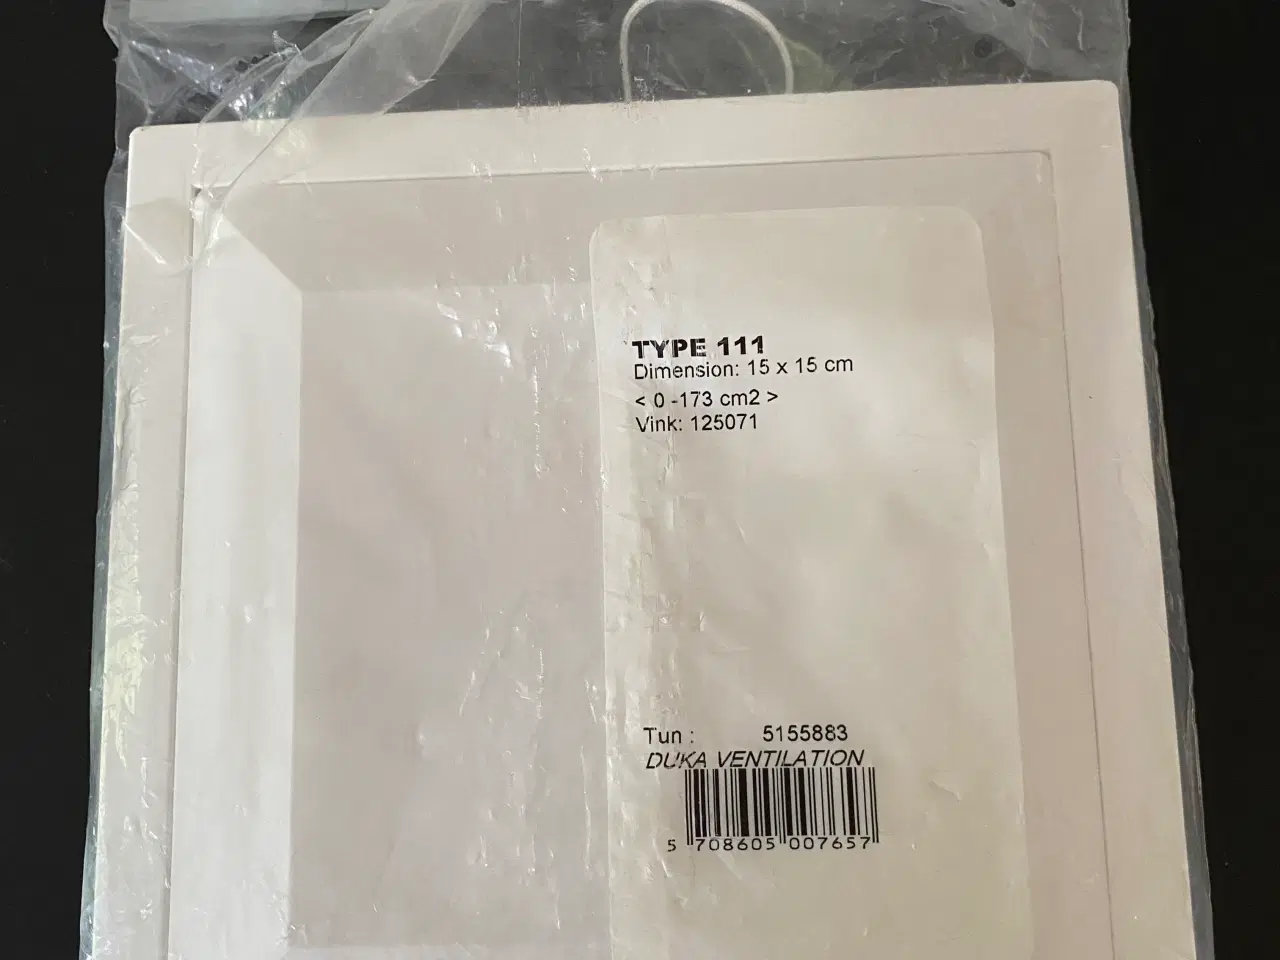 TYPE 111
Dimension: 15 x 15 cm
< 0 -173 cm2 >
Vink: 125071
Tun : 5155883
DUKA VENTILATION
5 708605 007657